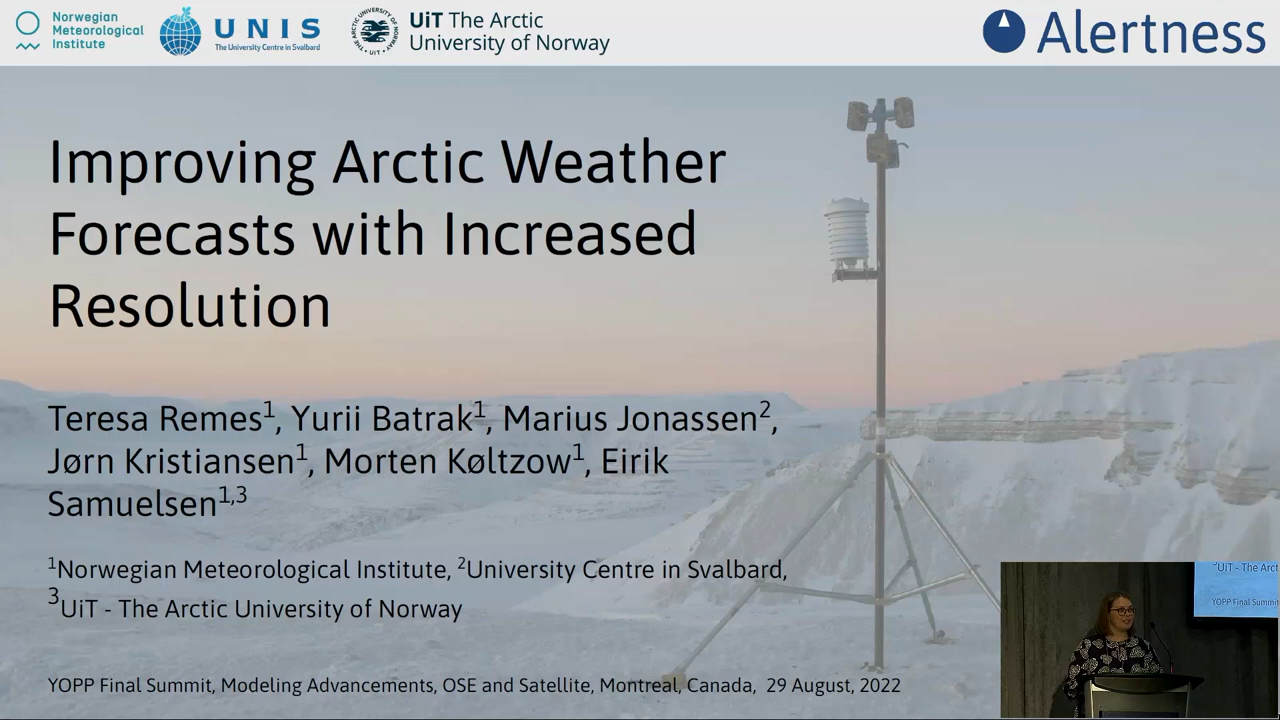 Norwegian
Meteorological
Institute
UNIS
The University Centre in Svalbard
UiT The Arctic
University of Norway
Alertness
Improving Arctic Weather
Forecasts with Increased
Resolution
Teresa Remes1, Yurii Batrak1, Marius Jonassen2,
Jørn Kristiansen1, Morten Køltzow1, Eirik
Samuelsen1,3
1Norwegian Meteorological Institute, 2University Centre in Svalbard,
3UiT - The Arctic University of Norway
YOPP Final Summit, Modeling Advancements, OSE and Satellite, Montreal, Canada, 29 August, 2022
3UiT - The Arct
YOPP Final Summit